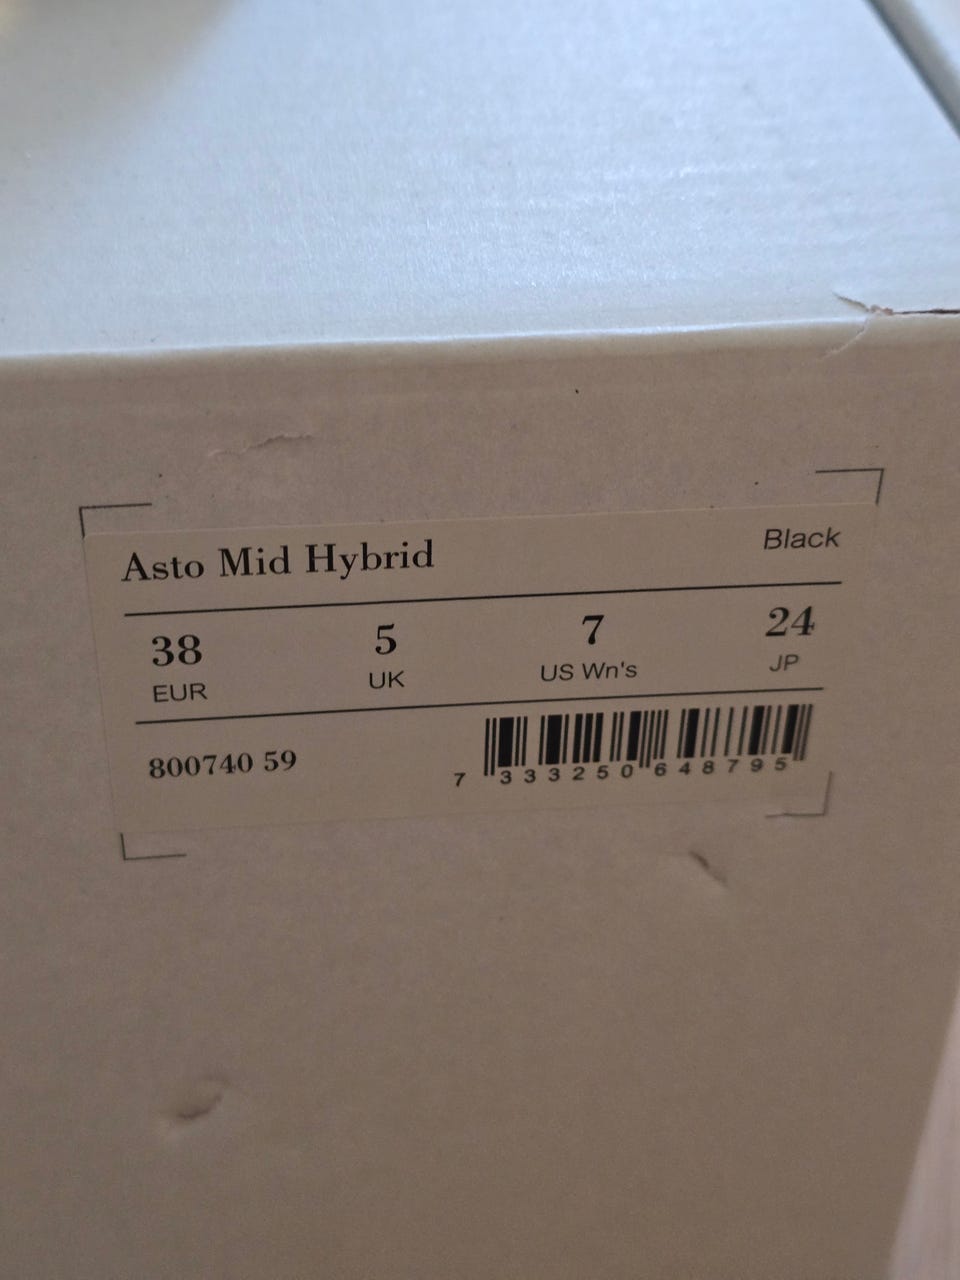 Asto Mid Hybrid Black
38 5 7 24
EUR UK US Wn's JP
800740 59
7 333250 648795